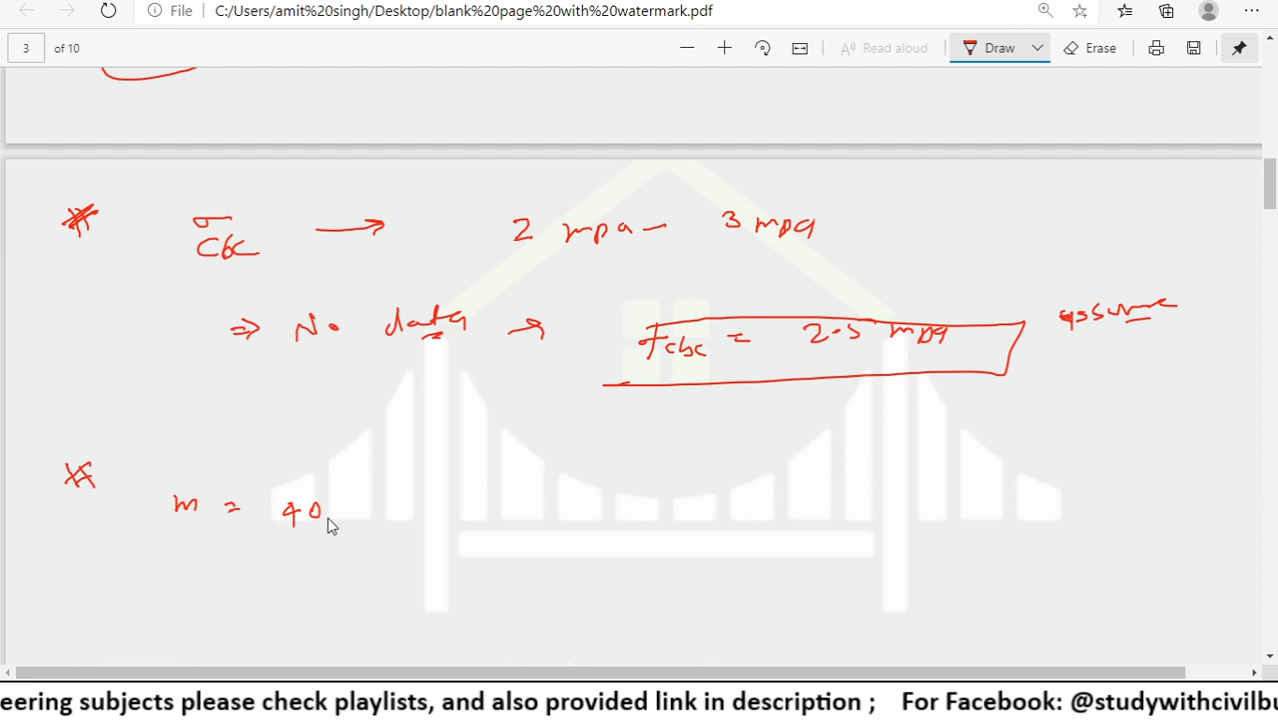 File C:/Users/amit%20singh/Desktop/blank%20page%20with%20watermark.pdf
3 of 10 Read aloud Draw Erase
σ cbc → 2 mpa - 3 mpa
⇒ No data → fcbc = 2.5 mpa assume
m = 40
eering subjects please check playlists, and also provided link in description ; For Facebook: @studywithcivilbu